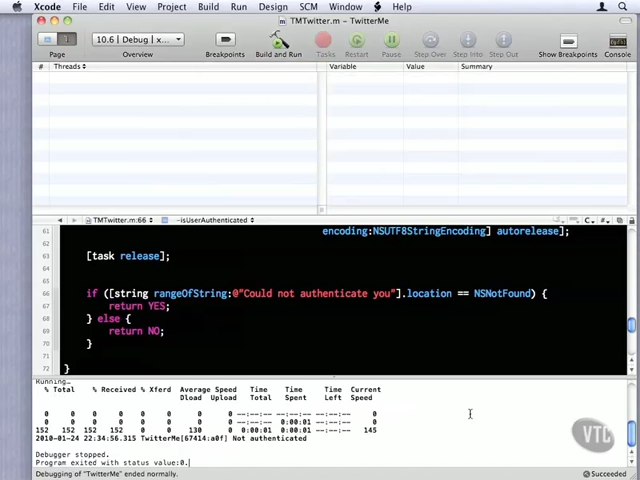 Xcode File Edit View Project Build Run Design SCM Window Help
TMTwitter.m – TwitterMe
10.6 | Debug | x...
Page Overview Breakpoints Build and Run Tasks Restart Pause Step Over Step Into Step Out Show Breakpoints Console
# Threads Variable Value Summary
TMTwitter.m:66 -isUserAuthenticated C #
61 encoding:NSUTF8StringEncoding] autorelease];
62
63 [task release];
64
65
66 if ([string rangeOfString:@"Could not authenticate you"].location == NSNotFound) {
67 return YES;
68 } else {
69 return NO;
70 }
71
72 }
Running…
% Total % Received % Xferd Average Speed Time Time Time Current
Dload Upload Total Spent Left Speed
0 0 0 0 0 0 0 0 --:--:-- --:--:-- --:--:-- 0
0 0 0 0 0 0 0 0 --:--:-- 0:00:01 --:--:-- 0
152 152 152 152 0 0 130 0 0:00:01 0:00:01 --:--:-- 145
2010-01-24 22:34:56.315 TwitterMe[67414:a0f] Not authenticated
Debugger stopped.
Program exited with status value:0.
Debugging of "TwitterMe" ended normally.
VTC